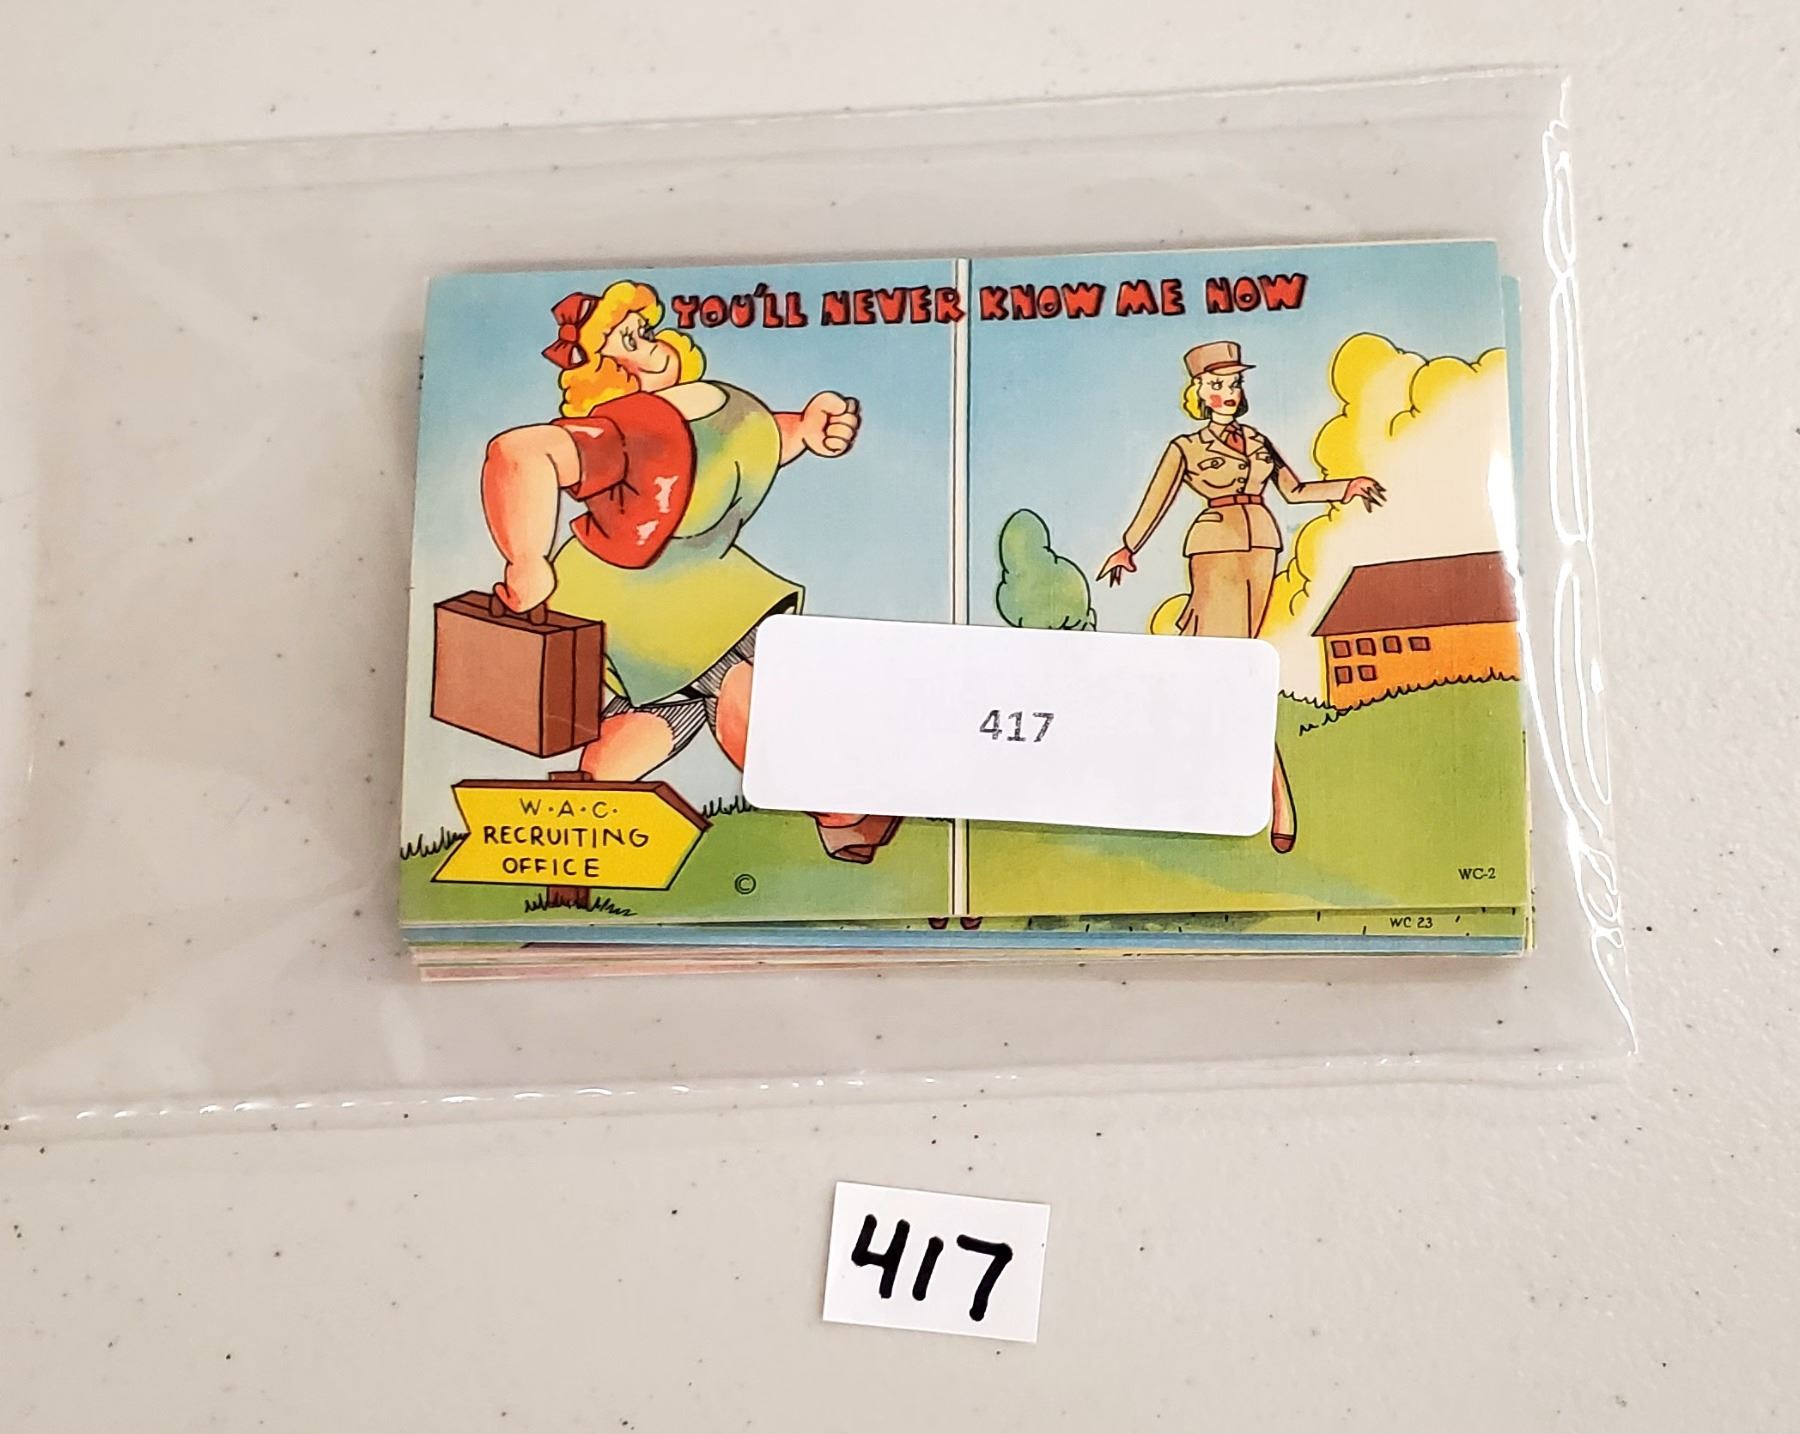 YOU'LL NEVER KNOW ME NOW
417
W·A·C·
RECRUITING
OFFICE
©
WC-2
WC 23
417